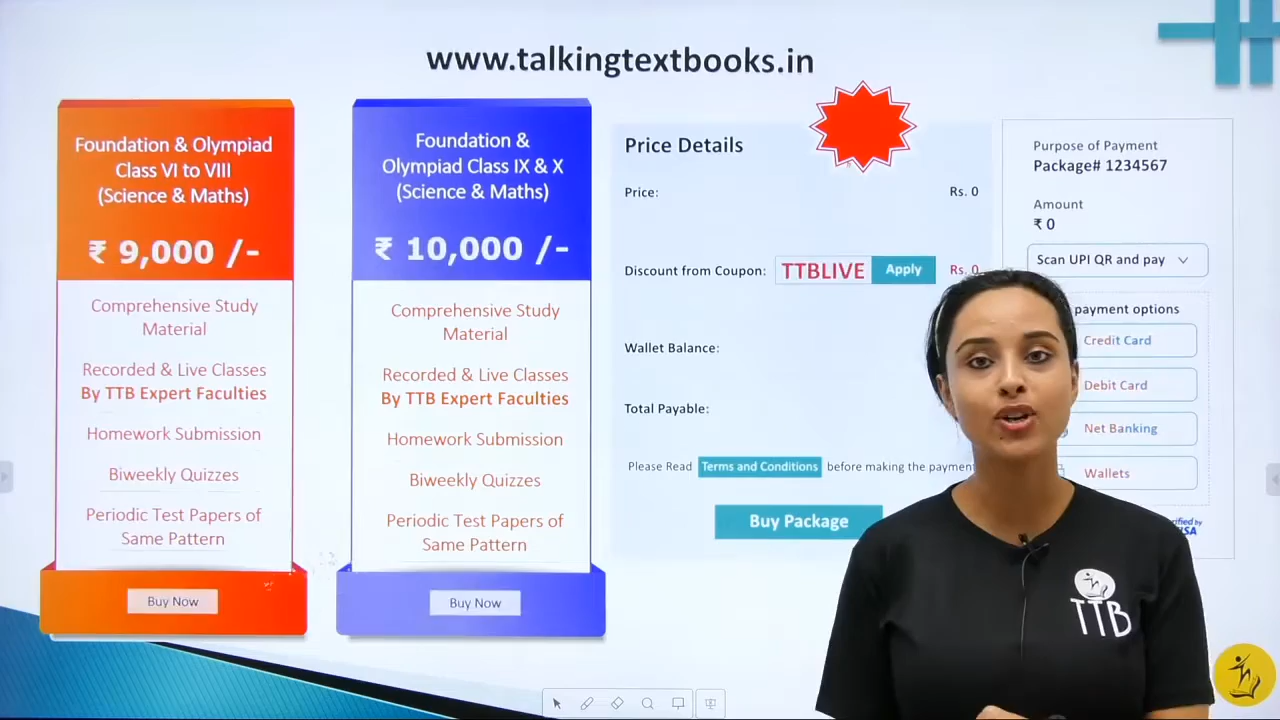 www.talkingtextbooks.in
Foundation & Olympiad
Class VI to VIII
(Science & Maths)
₹ 9,000 /-
Comprehensive Study
Material
Recorded & Live Classes
By TTB Expert Faculties
Homework Submission
Biweekly Quizzes
Periodic Test Papers of
Same Pattern
Buy Now
Foundation &
Olympiad Class IX & X
(Science & Maths)
₹ 10,000 /-
Comprehensive Study
Material
Recorded & Live Classes
By TTB Expert Faculties
Homework Submission
Biweekly Quizzes
Periodic Test Papers of
Same Pattern
Buy Now
Price Details
Price: Rs. 0
Discount from Coupon: TTBLIVE Apply Rs. 0
Wallet Balance:
Total Payable:
Please Read Terms and Conditions before making the payment
Buy Package
Purpose of Payment
Package# 1234567
Amount
₹ 0
Scan UPI QR and pay
payment options
Credit Card
Debit Card
Net Banking
Wallets
TTB